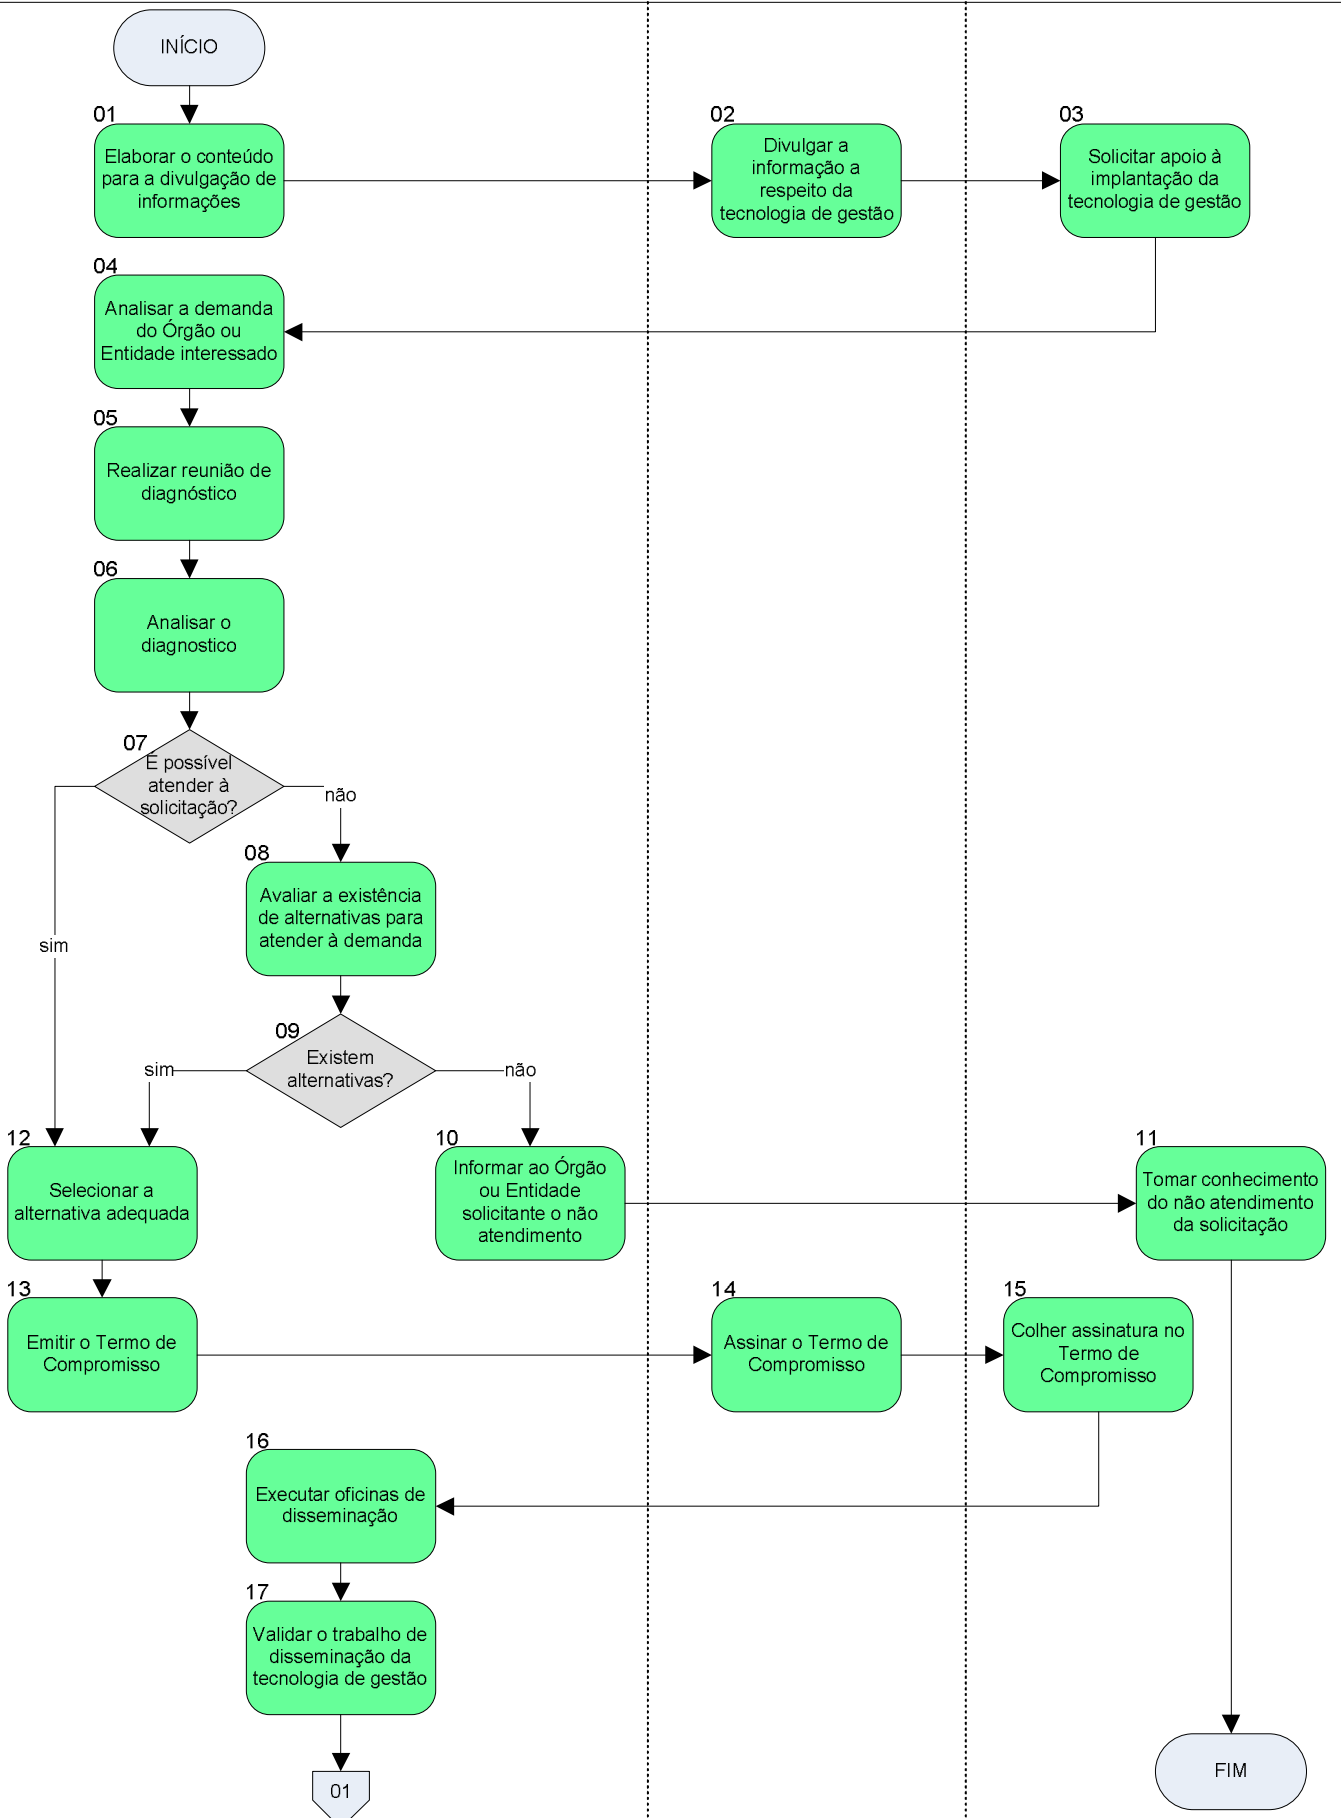 INÍCIO
01
Elaborar o conteúdo
para a divulgação de
informações
02
Divulgar a
informação a
respeito da
tecnologia de gestão
03
Solicitar apoio à
implantação da
tecnologia de gestão
04
Analisar a demanda
do Órgão ou
Entidade interessado
05
Realizar reunião de
diagnóstico
06
Analisar o
diagnostico
07
É possível
atender à
solicitação?
não
sim
08
Avaliar a existência
de alternativas para
atender à demanda
09
Existem
alternativas?
sim
não
12
Selecionar a
alternativa adequada
10
Informar ao Órgão
ou Entidade
solicitante o não
atendimento
11
Tomar conhecimento
do não atendimento
da solicitação
13
Emitir o Termo de
Compromisso
14
Assinar o Termo de
Compromisso
15
Colher assinatura no
Termo de
Compromisso
16
Executar oficinas de
disseminação
17
Validar o trabalho de
disseminação da
tecnologia de gestão
01
FIM